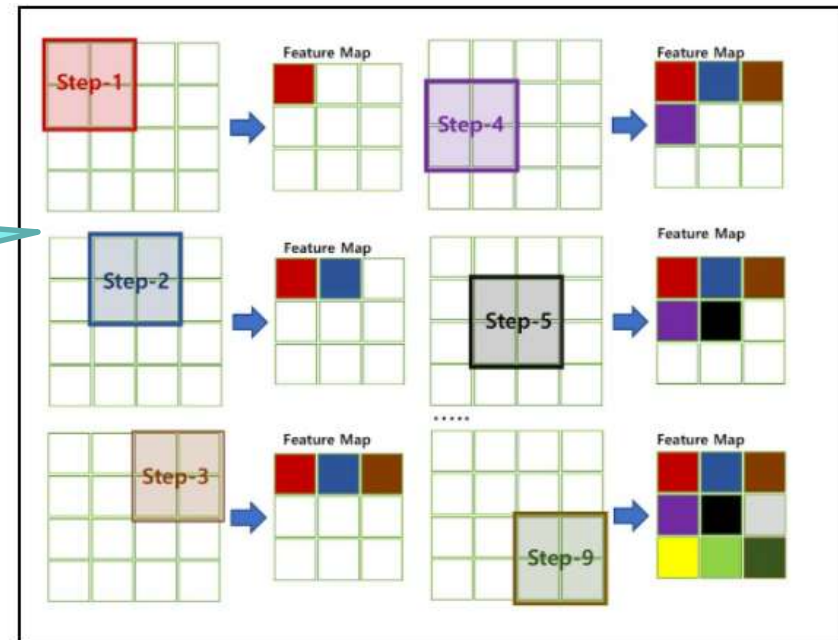 Feature Map
Step-1
Feature Map
Step-4
Feature Map
Step-2
Feature Map
Step-5
.....
Feature Map
Step-3
Feature Map
Step-9